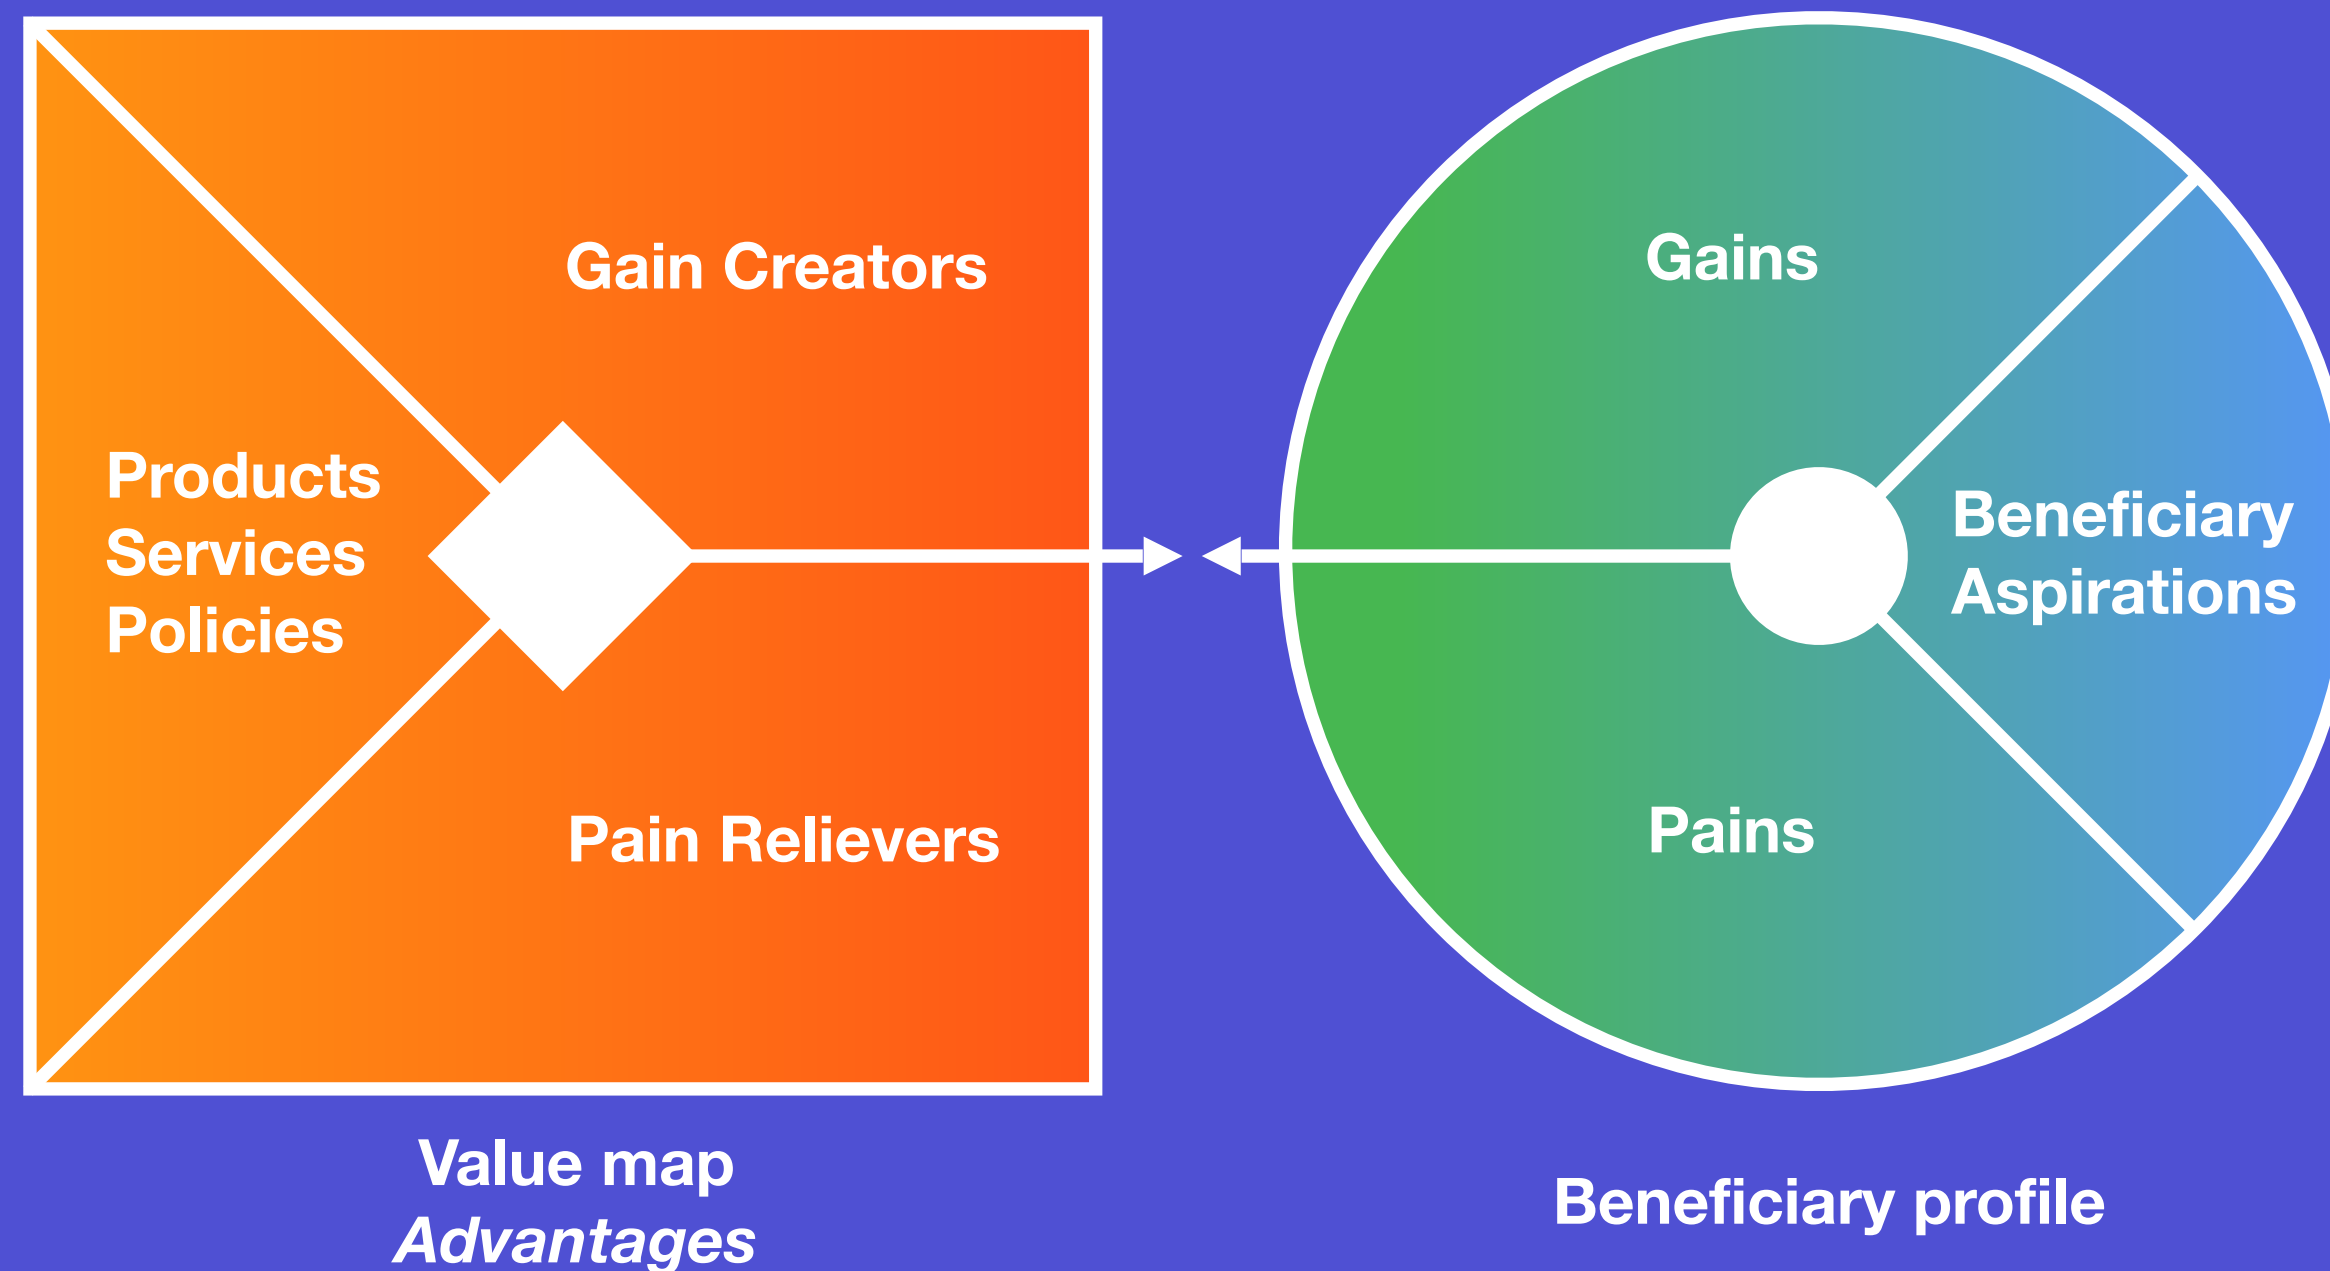 Gain Creators
Products
Services
Policies
Pain Relievers
Value map
Advantages
Gains
Beneficiary
Aspirations
Pains
Beneficiary profile